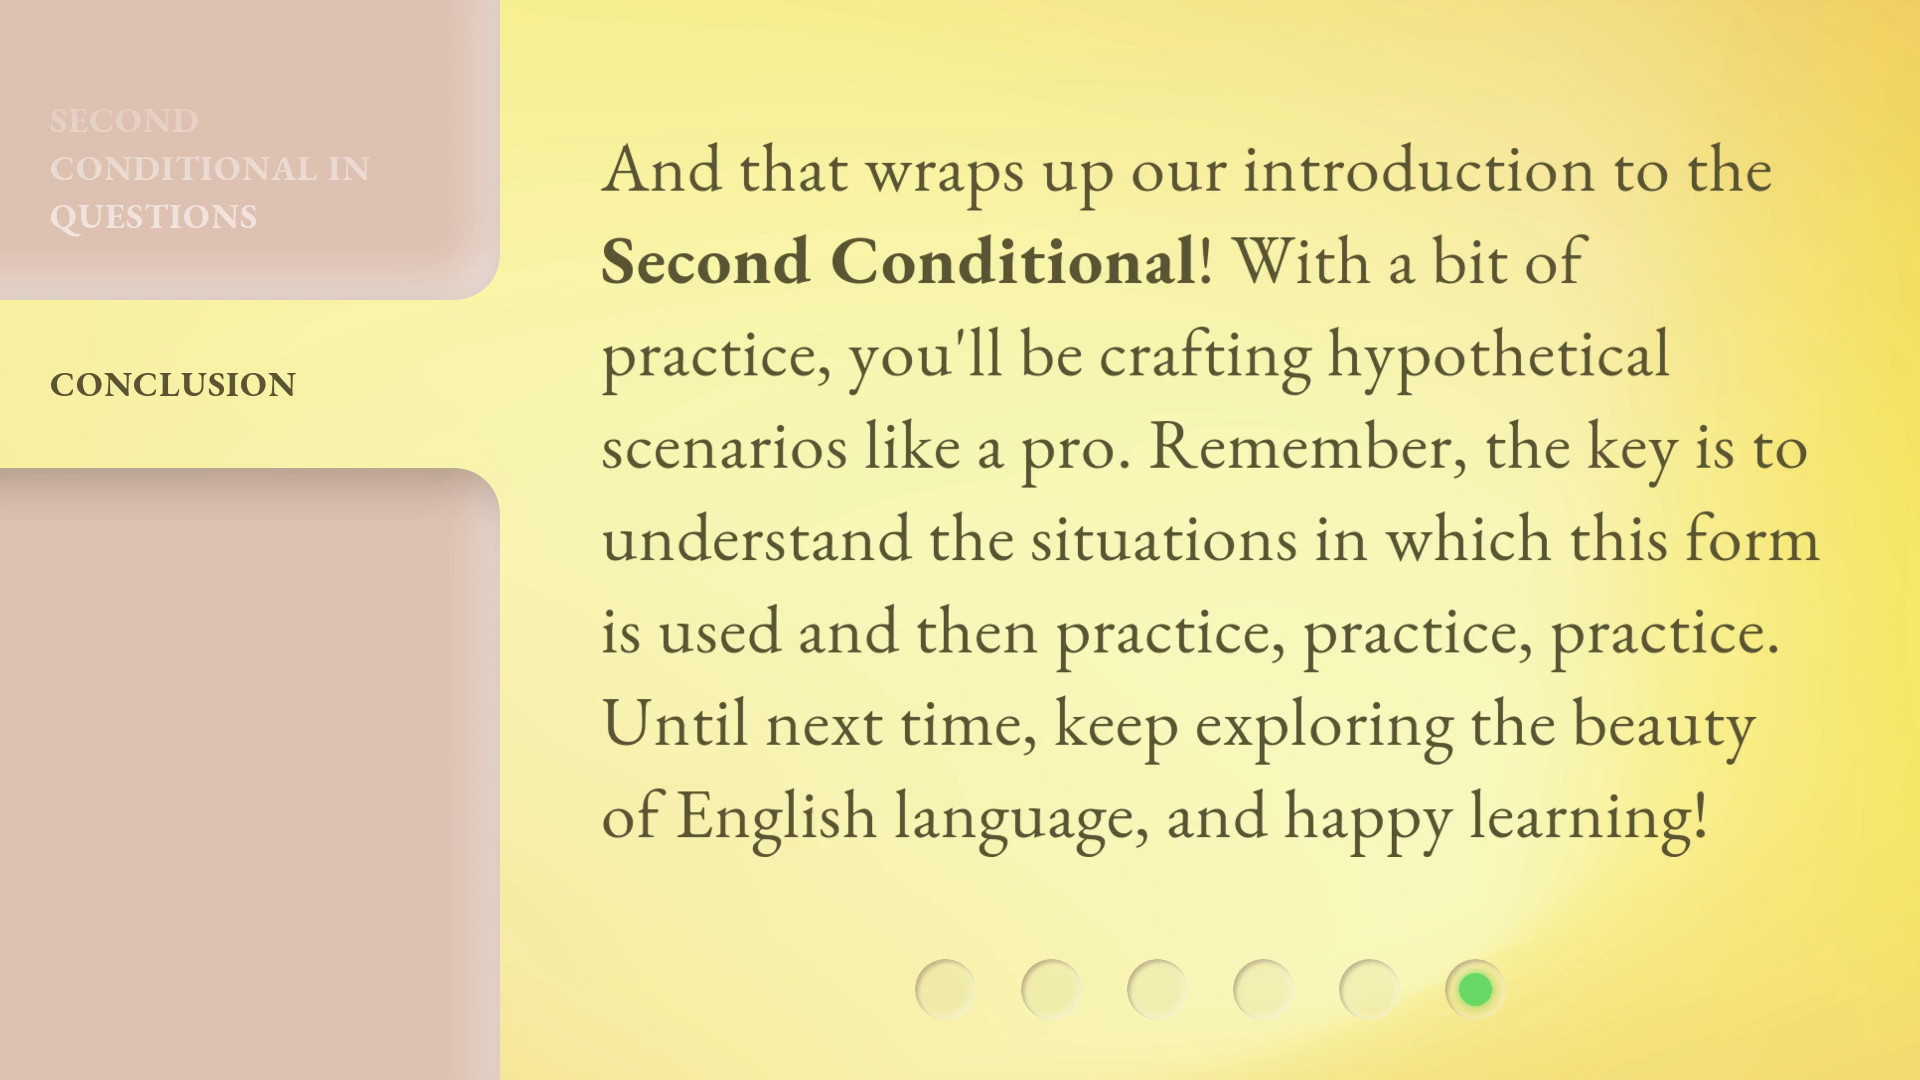 SECOND
CONDITIONAL IN
QUESTIONS
CONCLUSION
And that wraps up our introduction to the
Second Conditional! With a bit of
practice, you'll be crafting hypothetical
scenarios like a pro. Remember, the key is to
understand the situations in which this form
is used and then practice, practice, practice.
Until next time, keep exploring the beauty
of English language, and happy learning!